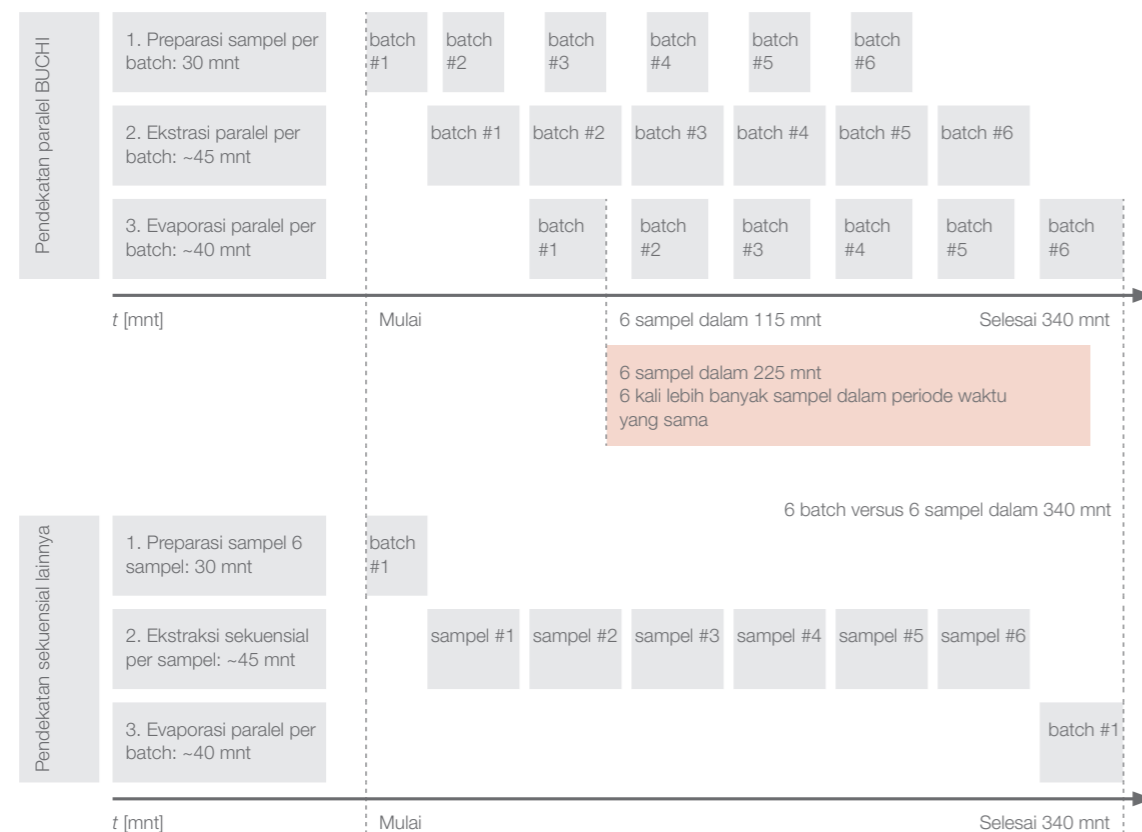 Pendekatan paralel BUCHI
1. Preparasi sampel per
batch: 30 mnt
batch
#1
batch
#2
batch
#3
batch
#4
batch
#5
batch
#6
2. Ekstrasi paralel per
batch: ~45 mnt
batch #1
batch #2
batch #3
batch #4
batch #5
batch #6
3. Evaporasi paralel per
batch: ~40 mnt
batch
#1
batch
#2
batch
#3
batch
#4
batch
#5
batch
#6
t [mnt]
Mulai
6 sampel dalam 115 mnt
Selesai 340 mnt
6 sampel dalam 225 mnt
6 kali lebih banyak sampel dalam periode waktu
yang sama
6 batch versus 6 sampel dalam 340 mnt
Pendekatan sekuensial lainnya
1. Preparasi sampel 6
sampel: 30 mnt
batch
#1
2. Ekstraksi sekuensial
per sampel: ~45 mnt
sampel #1
sampel #2
sampel #3
sampel #4
sampel #5
sampel #6
3. Evaporasi paralel per
batch: ~40 mnt
batch #1
t [mnt]
Mulai
Selesai 340 mnt